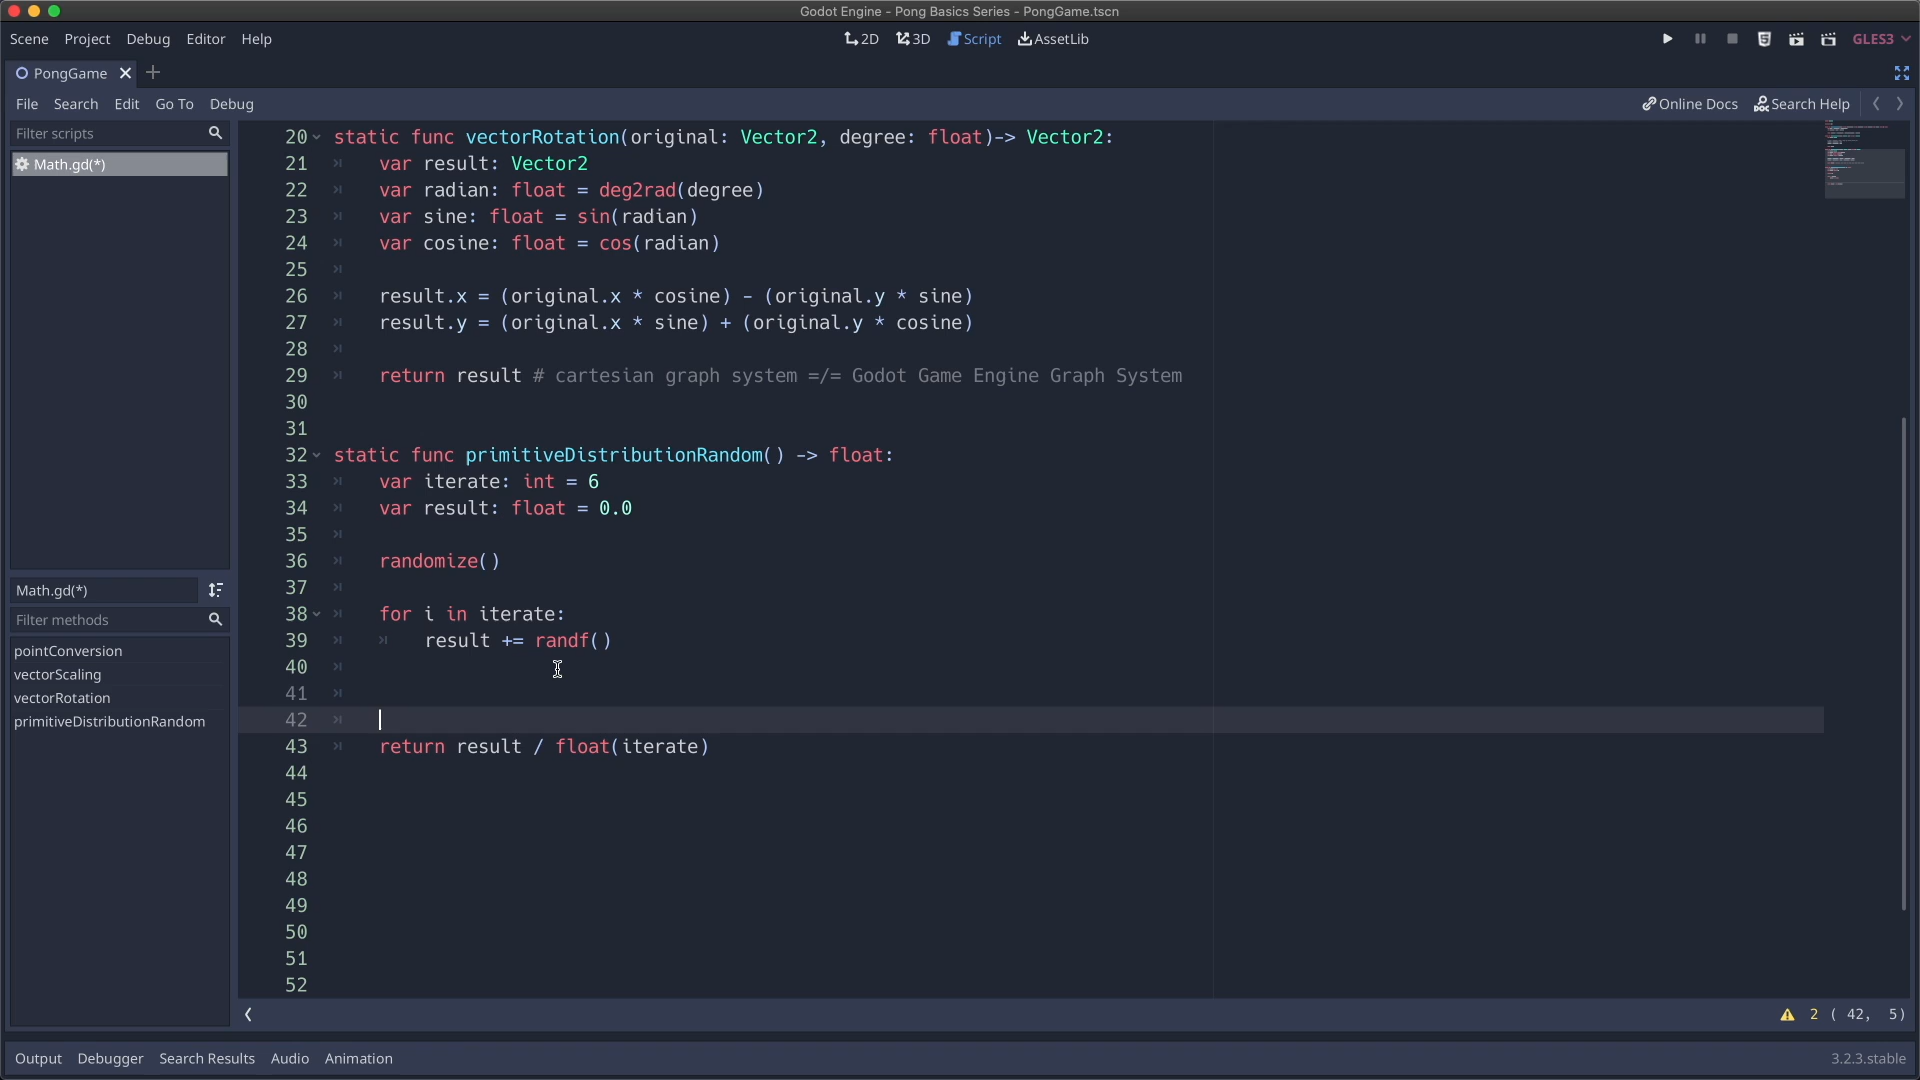 Godot Engine - Pong Basics Series - PongGame.tscn
Scene Project Debug Editor Help 2D 3D Script AssetLib GLES3
PongGame
File Search Edit Go To Debug Online Docs Search Help
Filter scripts
Math.gd(*)
Math.gd(*)
Filter methods
pointConversion
vectorScaling
vectorRotation
primitiveDistributionRandom
20 static func vectorRotation(original: Vector2, degree: float)-> Vector2:
21 var result: Vector2
22 var radian: float = deg2rad(degree)
23 var sine: float = sin(radian)
24 var cosine: float = cos(radian)
25
26 result.x = (original.x * cosine) - (original.y * sine)
27 result.y = (original.x * sine) + (original.y * cosine)
28
29 return result # cartesian graph system =/= Godot Game Engine Graph System
30
31
32 static func primitiveDistributionRandom() -> float:
33 var iterate: int = 6
34 var result: float = 0.0
35
36 randomize()
37
38 for i in iterate:
39 result += randf()
40
41
42
43 return result / float(iterate)
44
45
46
47
48
49
50
51
52
2 ( 42, 5)
Output Debugger Search Results Audio Animation 3.2.3.stable